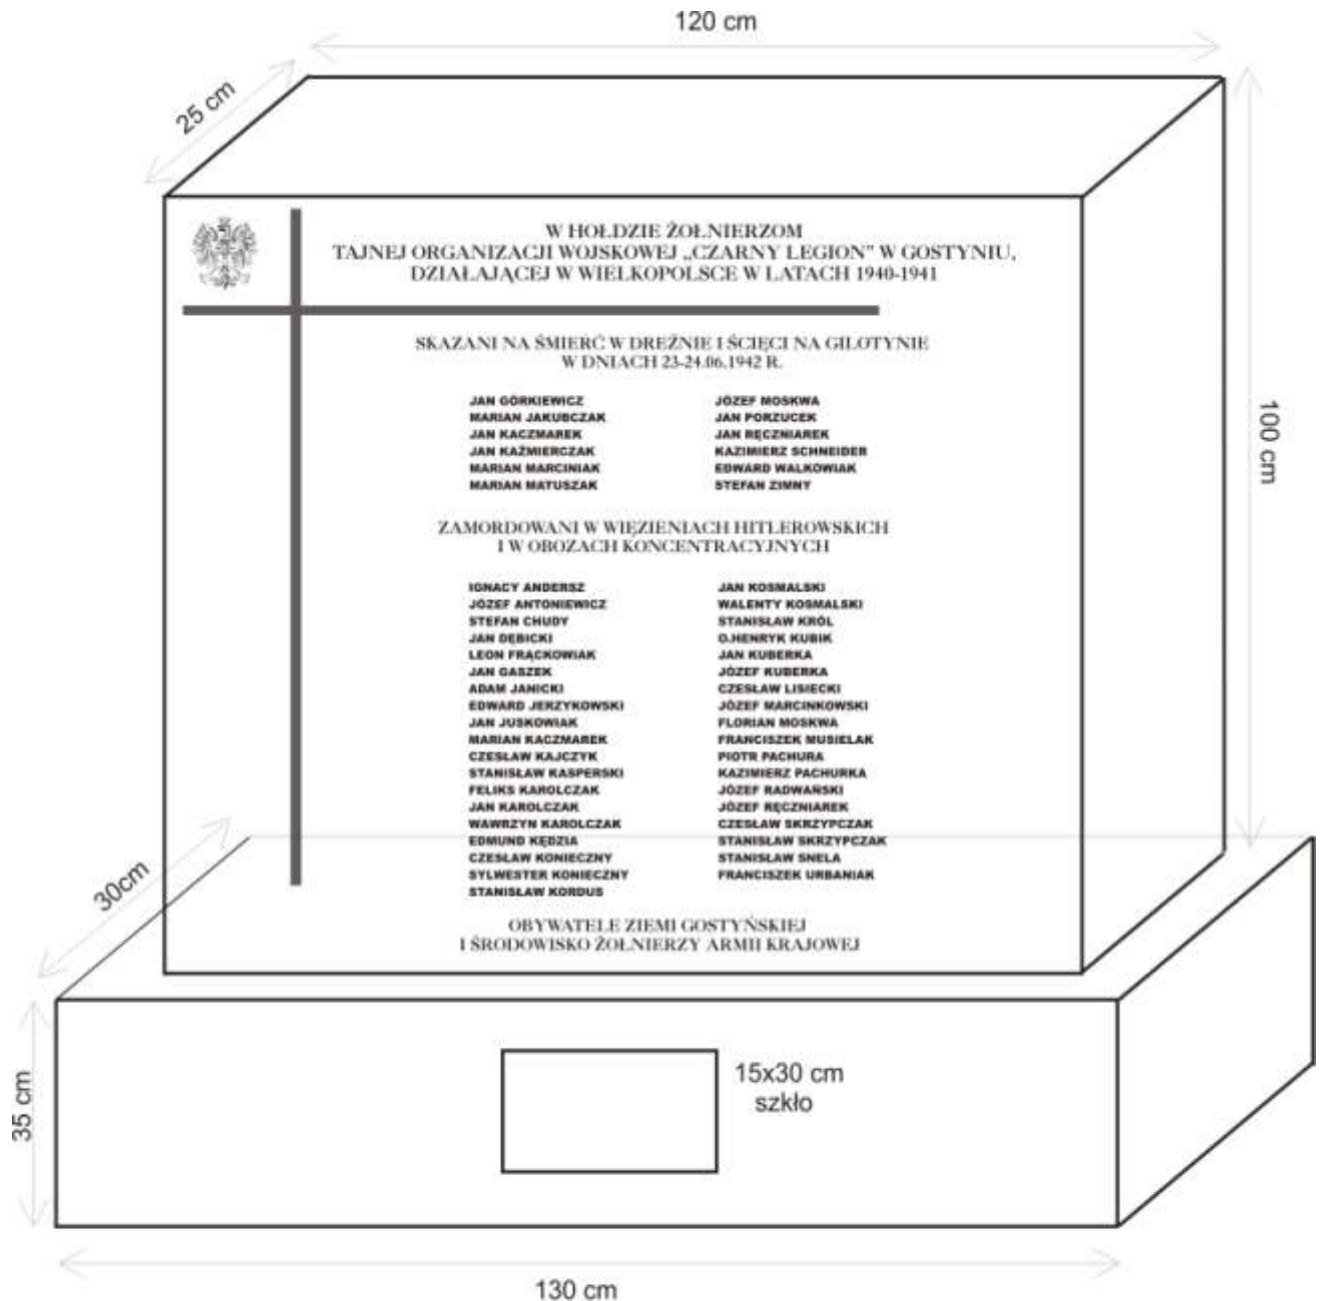 120 cm
25 cm
W HOŁDZIE ŻOŁNIERZOM
TAJNEJ ORGANIZACJI WOJSKOWEJ „CZARNY LEGION” W GOSTYNIU,
DZIAŁAJĄCEJ W WIELKOPOLSCE W LATACH 1940-1941
SKAZANI NA ŚMIERĆ W DREŹNIE I ŚCIĘCI NA GILOTYNIE
W DNIACH 23-24.06.1942 R.
JAN GÓRKIEWICZ
MARIAN JAKUBCZAK
JAN KACZMAREK
JAN KAŹMIERCZAK
MARIAN MARCINIAK
MARIAN MATUSZAK
JÓZEF MOSKWA
JAN PORZUCEK
JAN RĘCZNIAREK
KAZIMIERZ SCHNEIDER
EDWARD WALKOWIAK
STEFAN ZIMNY
100 cm
ZAMORDOWANI W WIĘZIENIACH HITLEROWSKICH
I W OBOZACH KONCENTRACYJNYCH
IGNACY ANDERSZ
JÓZEF ANTONIEWICZ
STEFAN CHUDY
JAN DĘBICKI
LEON FRĄCKOWIAK
JAN GASZEK
ADAM JANICKI
EDWARD JERZYKOWSKI
JAN JUSKOWIAK
MARIAN KACZMAREK
CZESŁAW KAJCZYK
STANISŁAW KASPERSKI
FELIKS KAROLCZAK
JAN KAROLCZAK
WAWRZYN KAROLCZAK
EDMUND KĘDZIA
CZESŁAW KONIECZNY
SYLWESTER KONIECZNY
STANISŁAW KORDUS
JAN KOSMALSKI
WALENTY KOSMALSKI
STANISŁAW KRÓL
O.HENRYK KUBIK
JAN KUBERKA
JÓZEF KUBERKA
CZESŁAW LISIECKI
JÓZEF MARCINKOWSKI
FLORIAN MOSKWA
FRANCISZEK MUSIELAK
PIOTR PACHURA
KAZIMIERZ PACHURKA
JÓZEF RADWAŃSKI
JÓZEF RĘCZNIAREK
CZESŁAW SKRZYPCZAK
STANISŁAW SKRZYPCZAK
STANISŁAW SNELA
FRANCISZEK URBANIAK
30cm
OBYWATELE ZIEMI GOSTYŃSKIEJ
I ŚRODOWISKO ŻOŁNIERZY ARMII KRAJOWEJ
35 cm
15x30 cm
szkło
130 cm